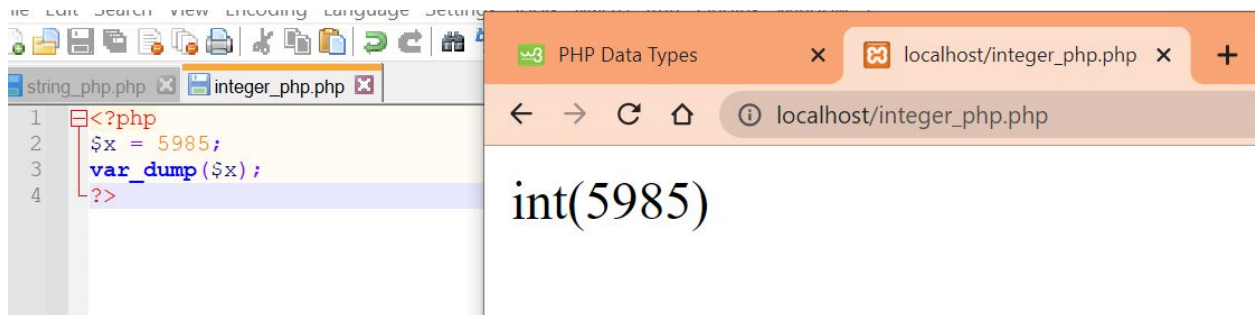 string_php.php
integer_php.php
1 <?php
2 $x = 5985;
3 var_dump($x);
4 ?>
PHP Data Types
localhost/integer_php.php
localhost/integer_php.php
int(5985)